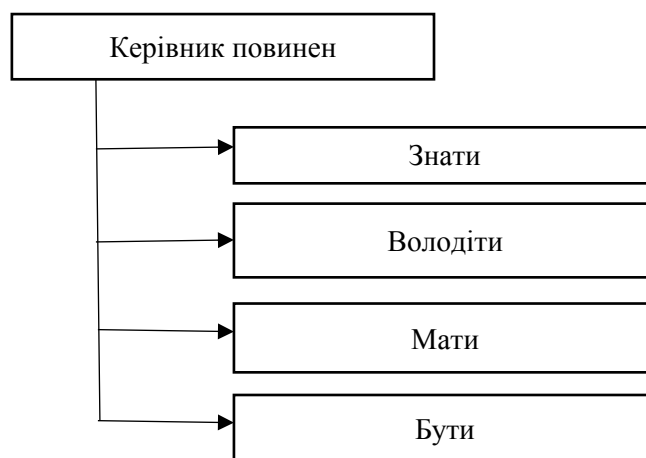 Керівник повинен
Знати
Володіти
Мати
Бути